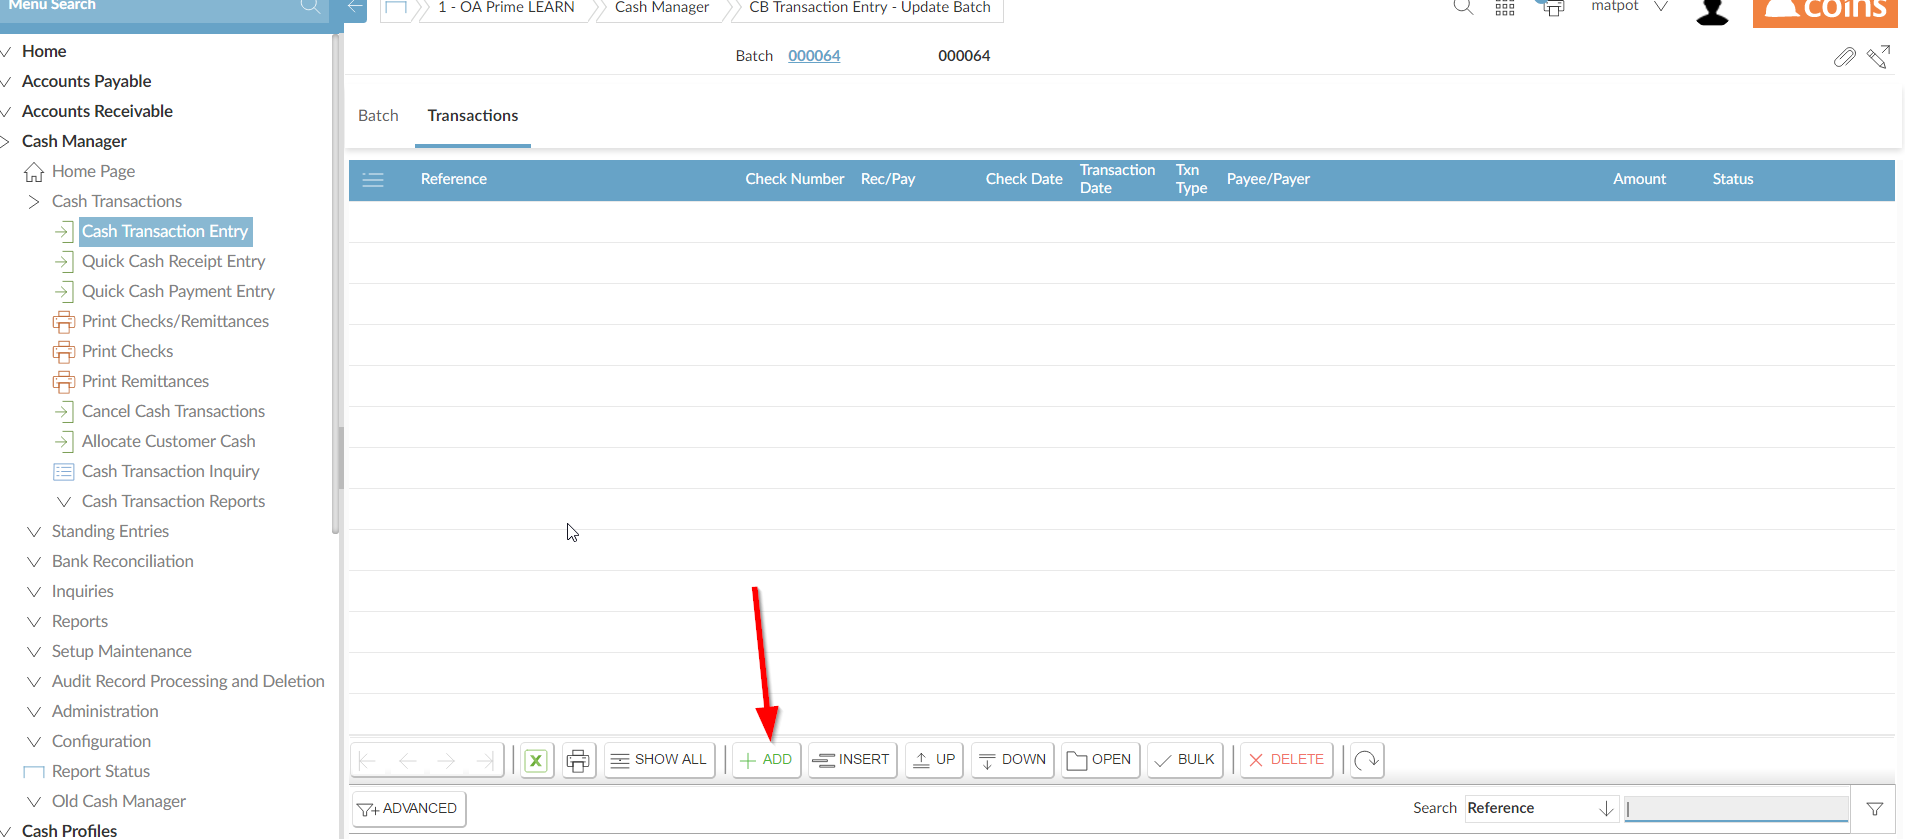 Menu Search
1 - OA Prime LEARN
Cash Manager
CB Transaction Entry - Update Batch
matpot
coins
Home
Accounts Payable
Accounts Receivable
Cash Manager
Home Page
Cash Transactions
Cash Transaction Entry
Quick Cash Receipt Entry
Quick Cash Payment Entry
Print Checks/Remittances
Print Checks
Print Remittances
Cancel Cash Transactions
Allocate Customer Cash
Cash Transaction Inquiry
Cash Transaction Reports
Standing Entries
Bank Reconciliation
Inquiries
Reports
Setup Maintenance
Audit Record Processing and Deletion
Administration
Configuration
Report Status
Old Cash Manager
Cash Profiles
Batch 000064 000064
Batch Transactions
Reference
Check Number
Rec/Pay
Check Date
Transaction
Date
Txn
Type
Payee/Payer
Amount
Status
X
SHOW ALL
ADD
INSERT
UP
DOWN
OPEN
BULK
DELETE
ADVANCED
Search Reference